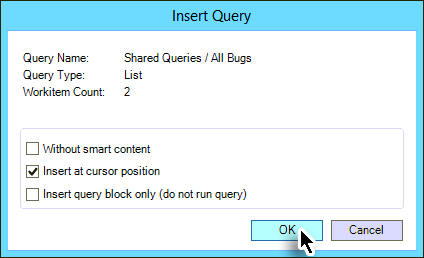 Insert Query
Query Name: Shared Queries / All Bugs
Query Type: List
Workitem Count: 2
Without smart content
Insert at cursor position
Insert query block only (do not run query)
OK Cancel